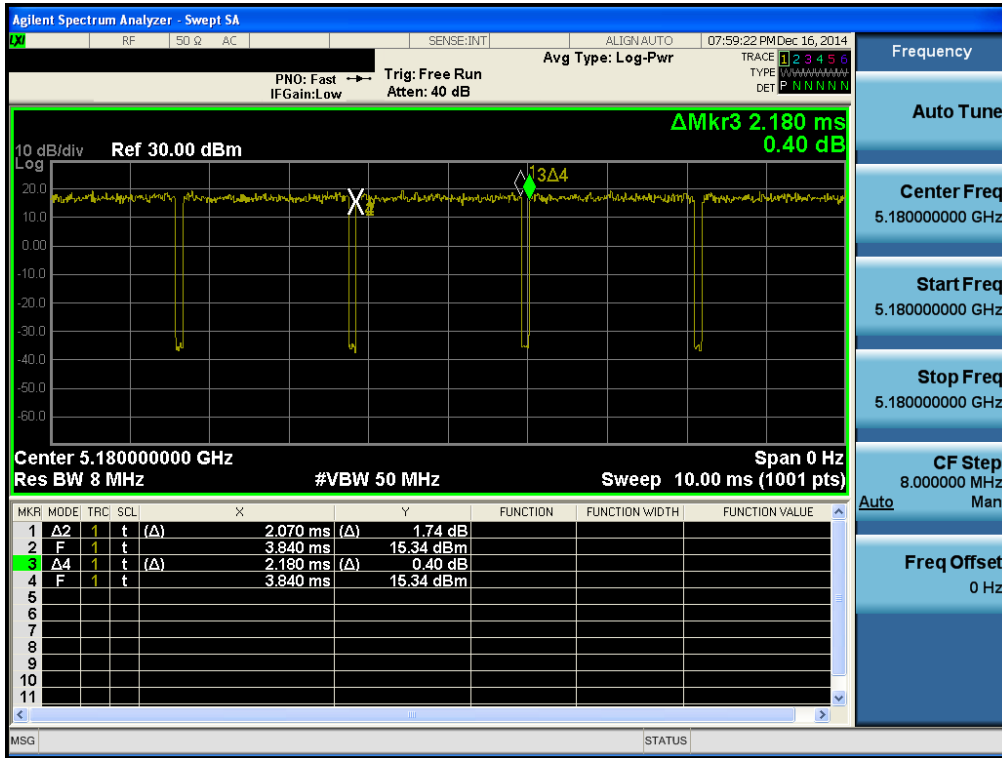 Agilent Spectrum Analyzer - Swept SA
LXI RF 50 Ω AC SENSE:INT ALIGN AUTO 07:59:22 PM Dec 16, 2014
Frequency
Avg Type: Log-Pwr
TRACE 1 2 3 4 5 6
PNO: Fast Trig: Free Run
TYPE WWWWWW
IFGain:Low Atten: 40 dB
DET P N N N N N
Auto Tune
ΔMkr3 2.180 ms
10 dB/div Ref 30.00 dBm 0.40 dB
Log
1 3Δ4
20.0
10.0
0.00
-10.0
-20.0
-30.0
-40.0
-50.0
-60.0
Center Freq
5.180000000 GHz
Start Freq
5.180000000 GHz
Stop Freq
5.180000000 GHz
Center 5.180000000 GHz Span 0 Hz
Res BW 8 MHz #VBW 50 MHz Sweep 10.00 ms (1001 pts)
CF Step
8.000000 MHz
Auto Man
MKR MODE TRC SCL X Y FUNCTION FUNCTION WIDTH FUNCTION VALUE
1 Δ2 1 t (Δ) 2.070 ms (Δ) 1.74 dB
2 F 1 t 3.840 ms 15.34 dBm
3 Δ4 1 t (Δ) 2.180 ms (Δ) 0.40 dB
4 F 1 t 3.840 ms 15.34 dBm
5
6
7
8
9
10
11
Freq Offset
0 Hz
MSG STATUS